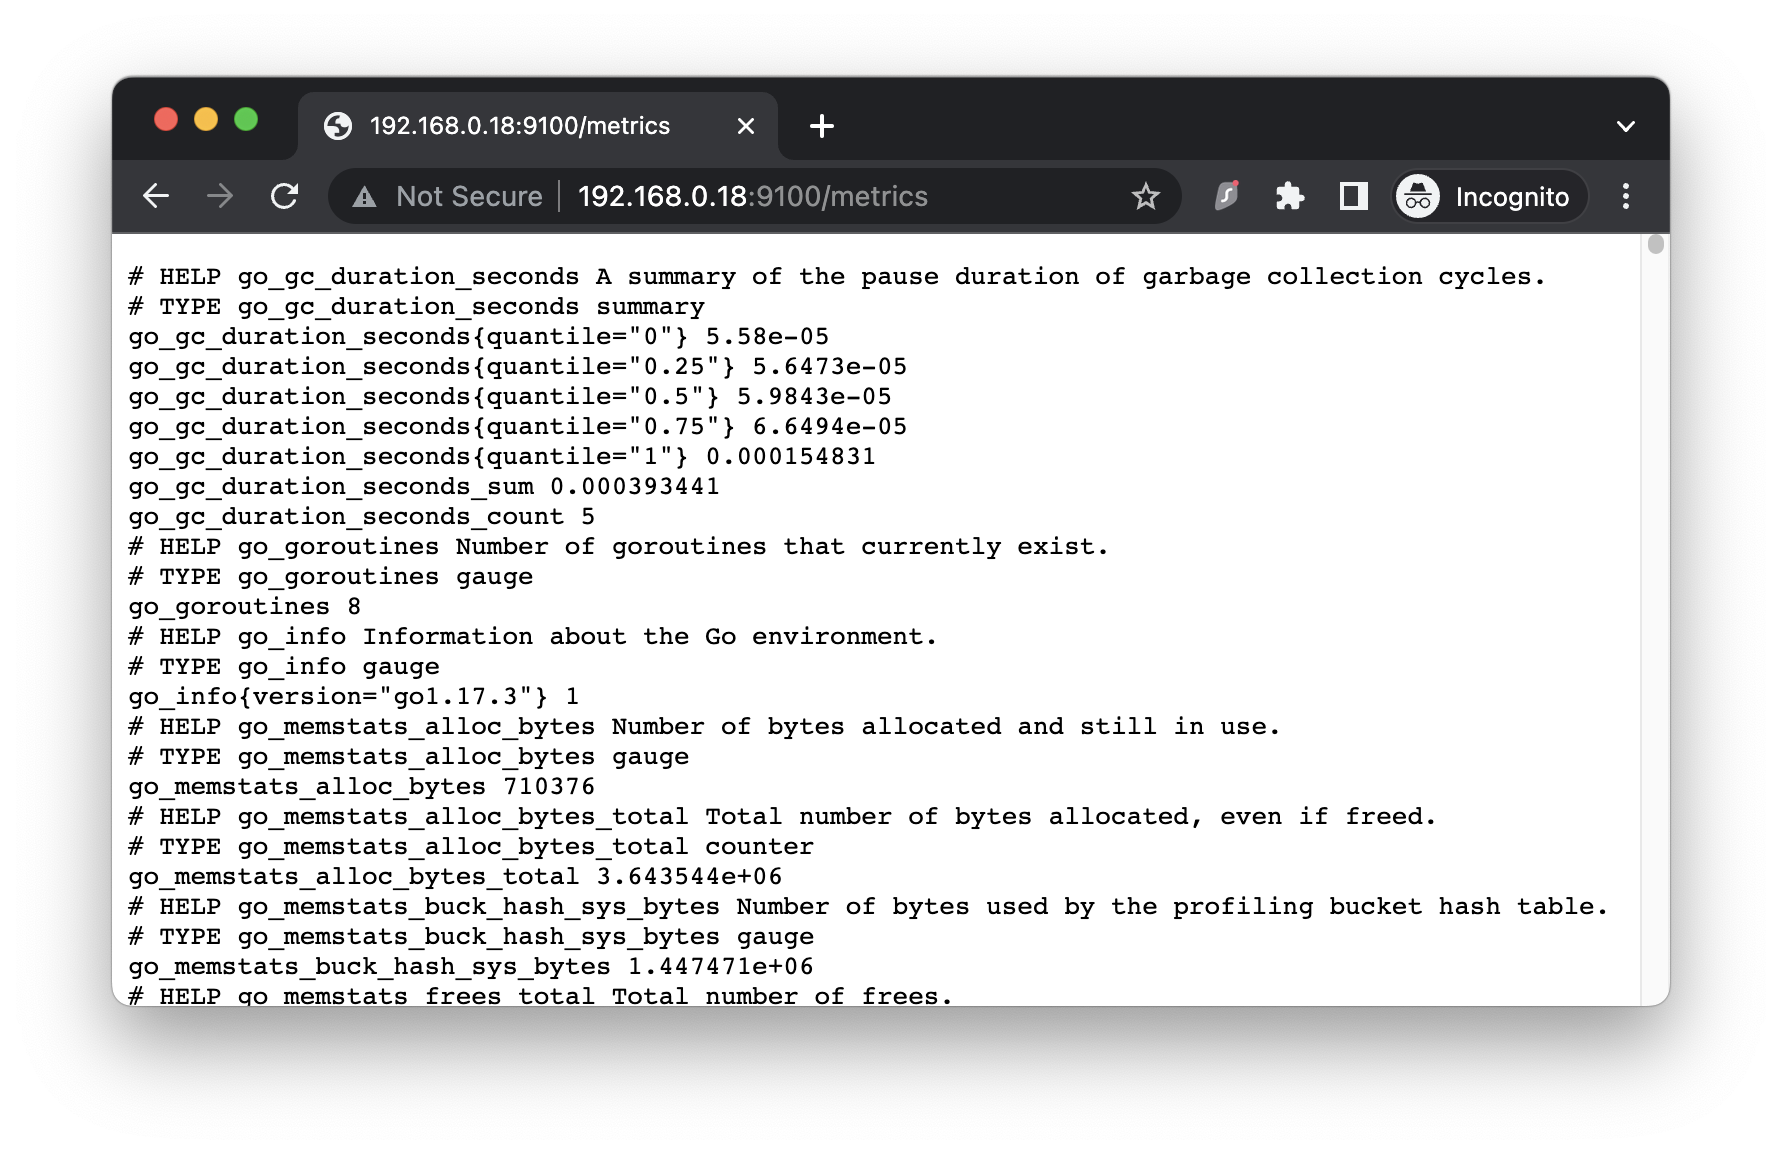 192.168.0.18:9100/metrics
Not Secure 192.168.0.18:9100/metrics Incognito
# HELP go_gc_duration_seconds A summary of the pause duration of garbage collection cycles.
# TYPE go_gc_duration_seconds summary
go_gc_duration_seconds{quantile="0"} 5.58e-05
go_gc_duration_seconds{quantile="0.25"} 5.6473e-05
go_gc_duration_seconds{quantile="0.5"} 5.9843e-05
go_gc_duration_seconds{quantile="0.75"} 6.6494e-05
go_gc_duration_seconds{quantile="1"} 0.000154831
go_gc_duration_seconds_sum 0.000393441
go_gc_duration_seconds_count 5
# HELP go_goroutines Number of goroutines that currently exist.
# TYPE go_goroutines gauge
go_goroutines 8
# HELP go_info Information about the Go environment.
# TYPE go_info gauge
go_info{version="go1.17.3"} 1
# HELP go_memstats_alloc_bytes Number of bytes allocated and still in use.
# TYPE go_memstats_alloc_bytes gauge
go_memstats_alloc_bytes 710376
# HELP go_memstats_alloc_bytes_total Total number of bytes allocated, even if freed.
# TYPE go_memstats_alloc_bytes_total counter
go_memstats_alloc_bytes_total 3.643544e+06
# HELP go_memstats_buck_hash_sys_bytes Number of bytes used by the profiling bucket hash table.
# TYPE go_memstats_buck_hash_sys_bytes gauge
go_memstats_buck_hash_sys_bytes 1.447471e+06
# HELP go_memstats_frees_total Total number of frees.